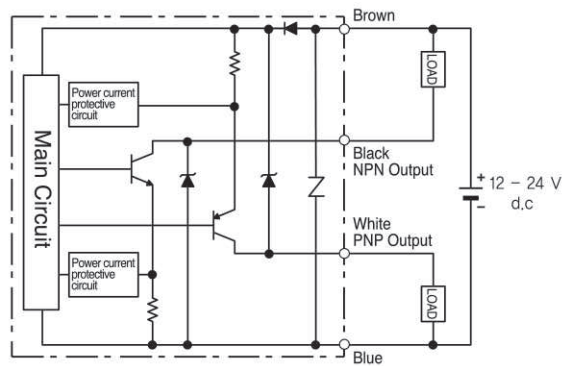 Brown
LOAD
Power current
protective
circuit
Main Circuit
Black
NPN Output
+ 12 - 24 V
- d,c
White
PNP Output
Power current
protective
circuit
LOAD
Blue